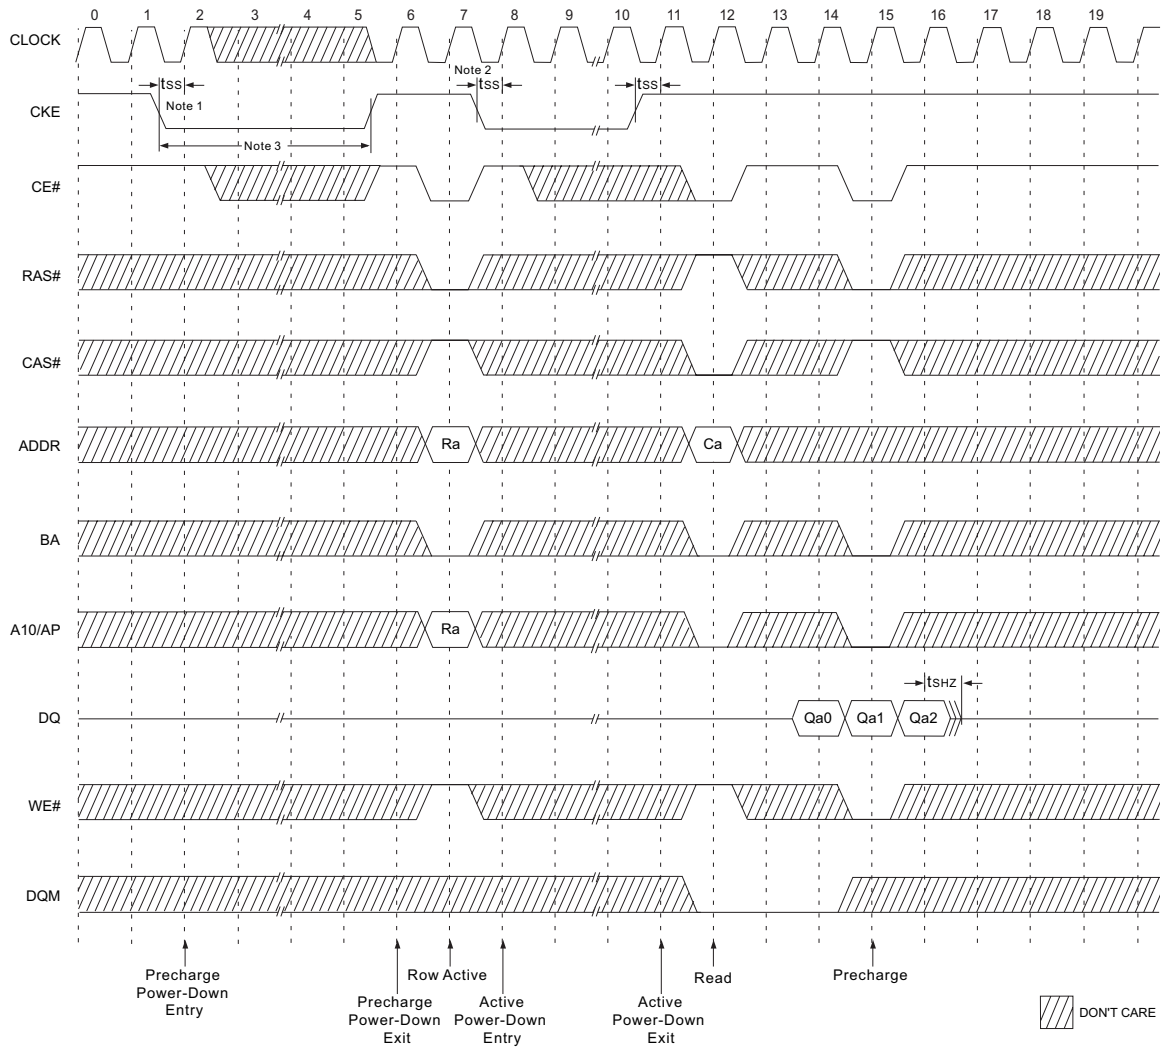 0 1 2 3 4 5 6 7 8 9 10 11 12 13 14 15 16 17 18 19
CLOCK
tSS
Note 2
tSS
tSS
Note 1
CKE
Note 3
CE#
RAS#
CAS#
ADDR
Ra
Ca
BA
A10/AP
Ra
tSHZ
DQ
Qa0
Qa1
Qa2
WE#
DQM
Precharge
Power-Down
Entry
Row Active
Precharge
Power-Down
Exit
Active
Power-Down
Entry
Active
Power-Down
Exit
Read
Precharge
DON'T CARE